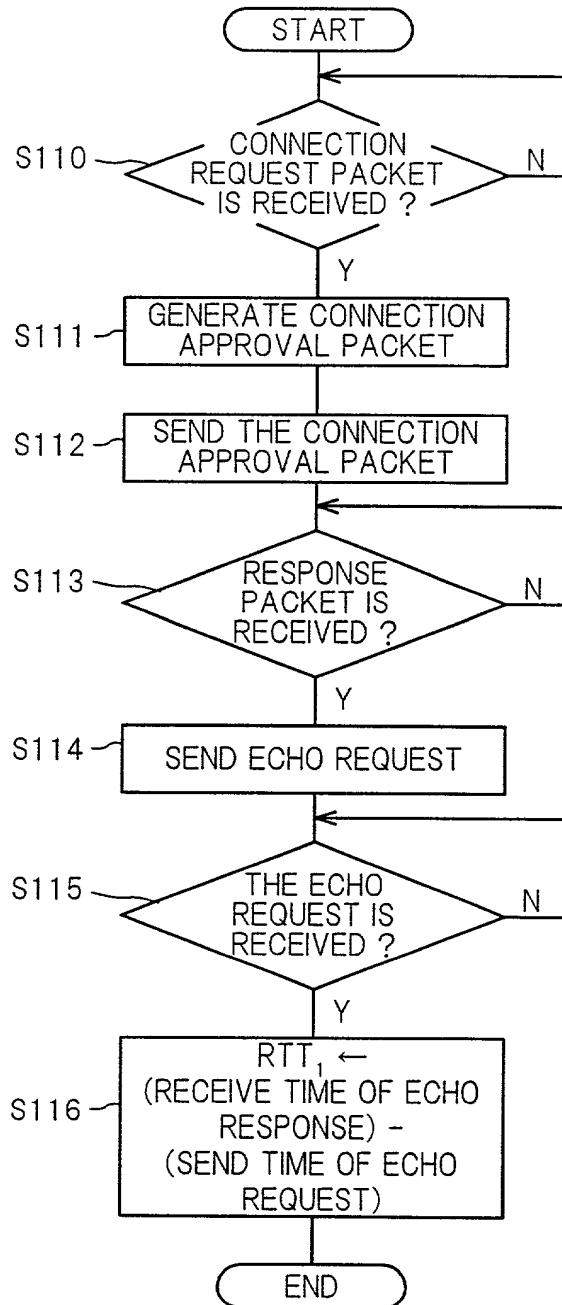 START
S110
CONNECTION
REQUEST PACKET
IS RECEIVED ?
N
Y
S111
GENERATE CONNECTION
APPROVAL PACKET
S112
SEND THE CONNECTION
APPROVAL PACKET
S113
RESPONSE
PACKET IS
RECEIVED ?
N
Y
S114
SEND ECHO REQUEST
S115
THE ECHO
REQUEST IS
RECEIVED ?
N
Y
S116
RTT₁ ←
(RECEIVE TIME OF ECHO
RESPONSE) –
(SEND TIME OF ECHO
REQUEST)
END